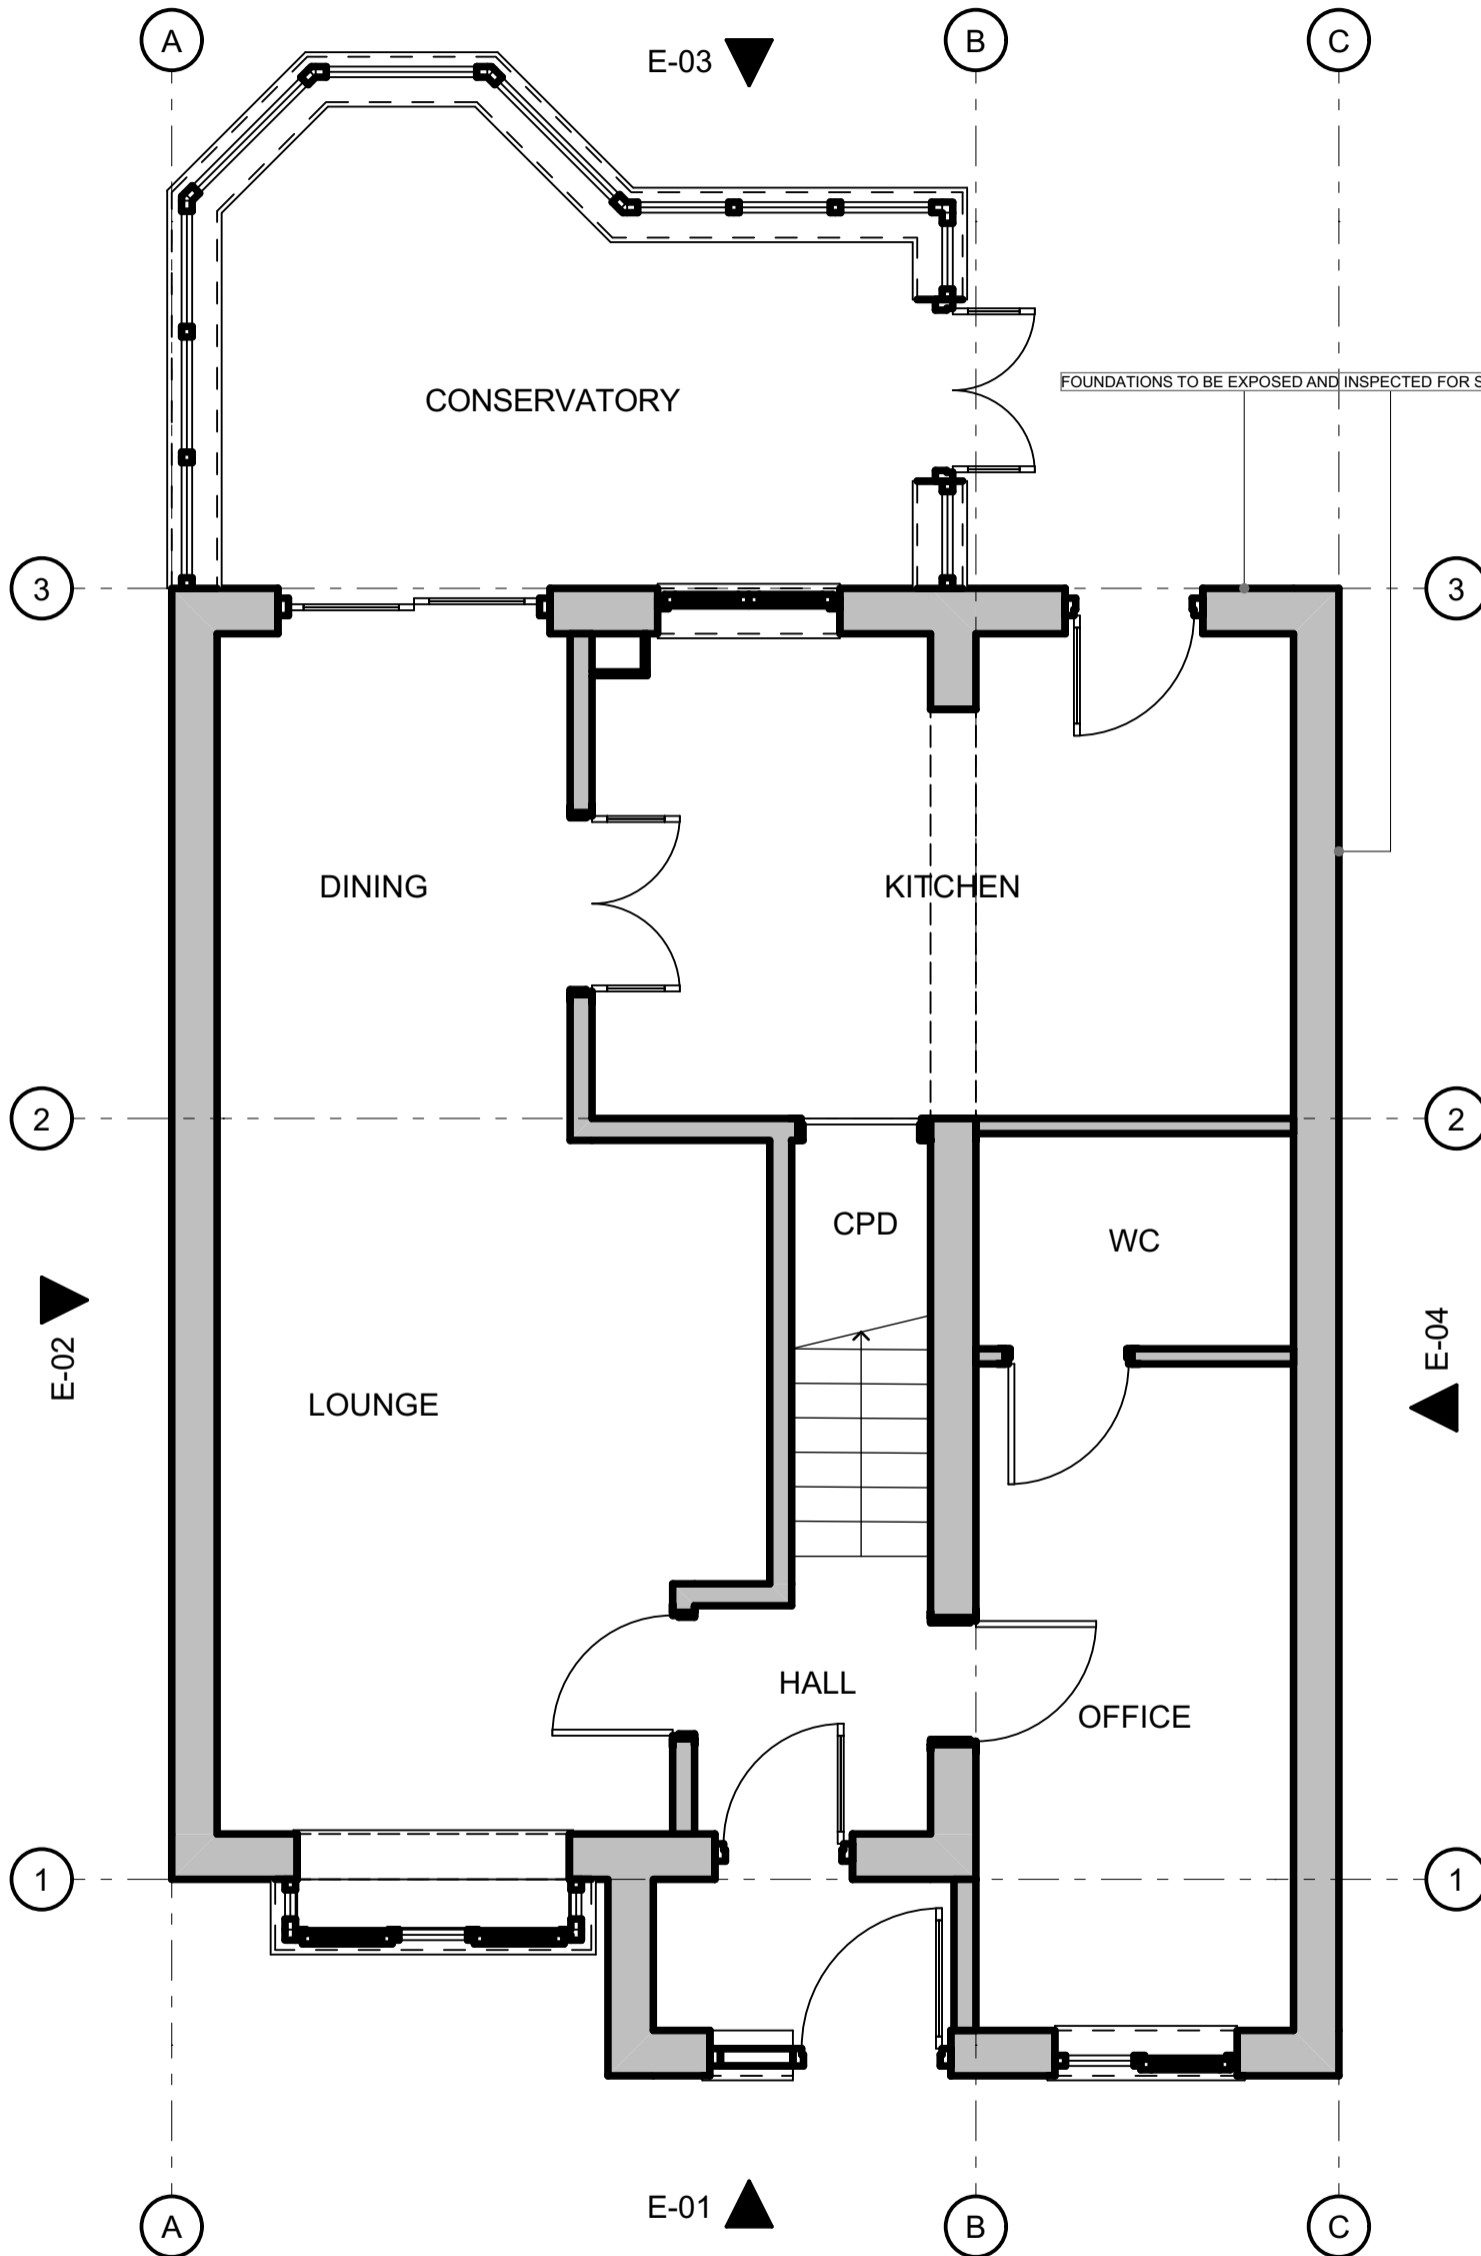 A
B
C
E-03
CONSERVATORY
FOUNDATIONS TO BE EXPOSED AND INSPECTED FOR S
3
3
DINING
KITCHEN
2
2
CPD
WC
E-02
E-04
LOUNGE
HALL
OFFICE
1
1
E-01
A
B
C